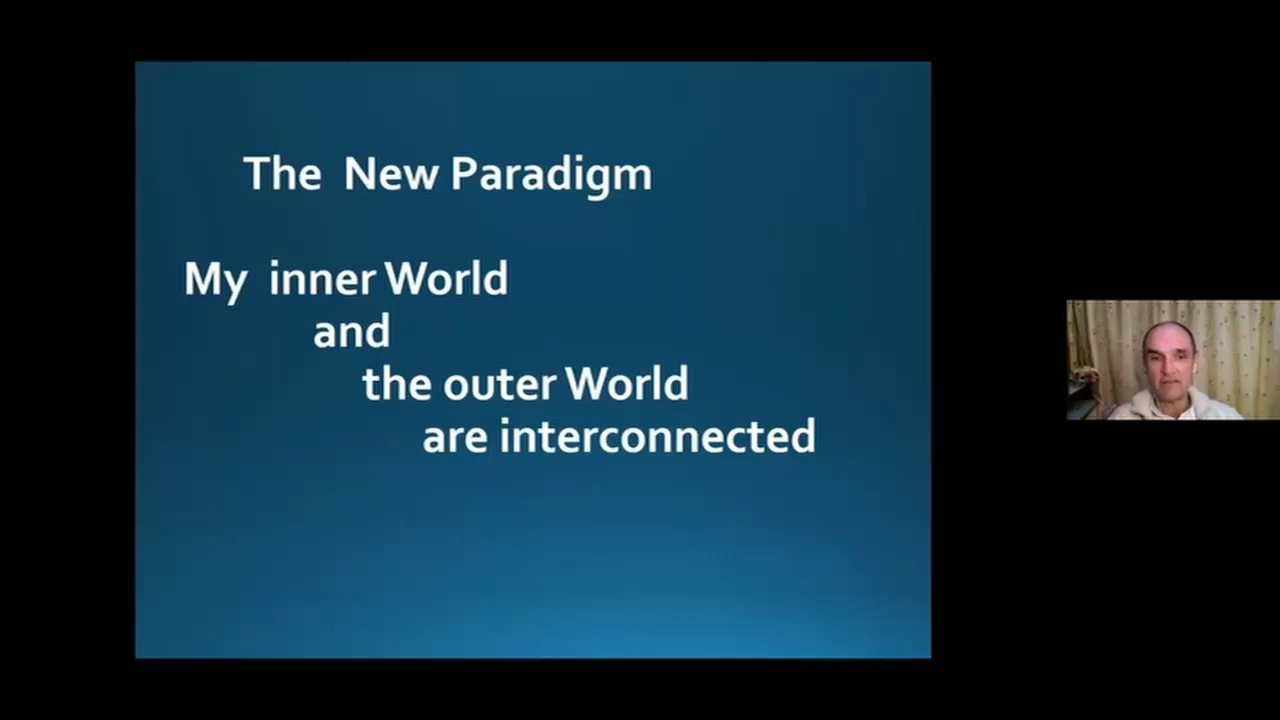 The New Paradigm
My inner World
and
the outer World
are interconnected